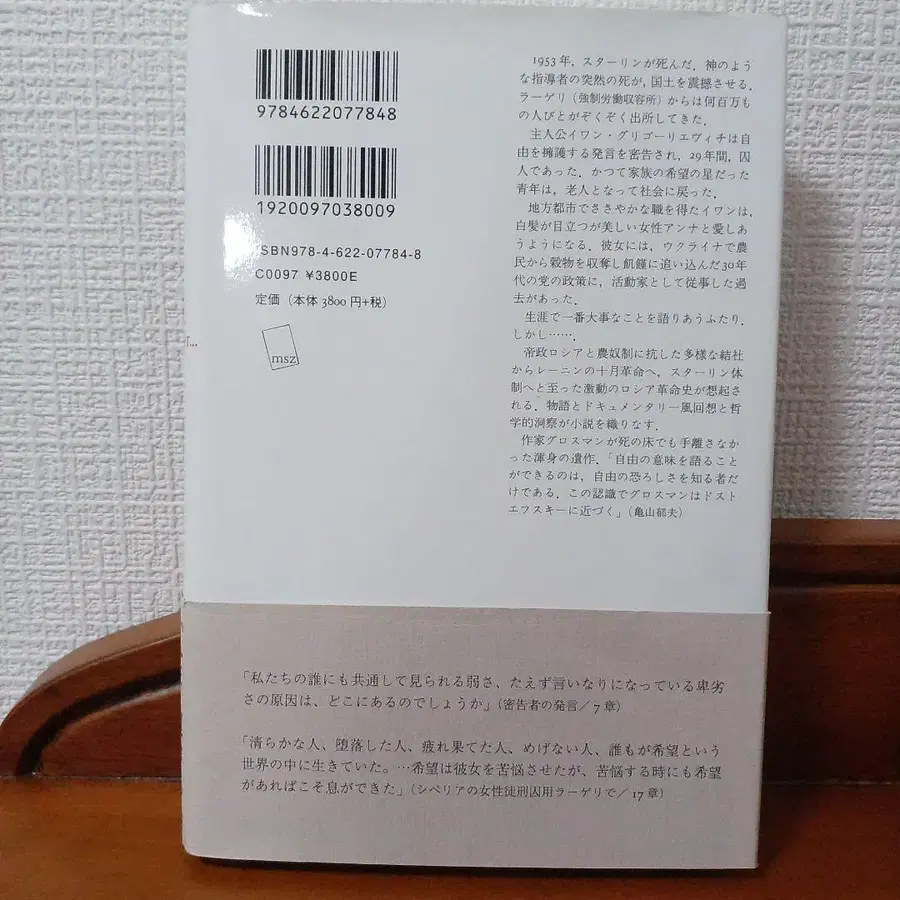 9784622077848
1920097038009
ISBN978-4-622-07784-8
C0097 ¥3800E
定価（本体 3800 円+税）
msz
1953年，スターリンが死んだ．神のよう
な指導者の突然の死が，国土を震撼させる．
ラーゲリ（強制労働収容所）からは何百万も
の人びとがぞくぞく出所してきた．
主人公イワン・グリゴーリエヴィチは自
由を擁護する発言を密告され，29年間，囚
人であった．かつて家族の希望の星だった
青年は，老人となって社会に戻った．
地方都市でささやかな職を得たイワンは，
白髪が目立つが美しい女性アンナと愛しあ
うようになる．彼女には，ウクライナで農
民から穀物を収奪し飢饉に追い込んだ30年
代の党の政策に，活動家として従事した過
去があった．
生涯で一番大事なことを語りあうふたり．
しかし……．
帝政ロシアと農奴制に抗した多様な結社
からレーニンの十月革命へ，スターリン体
制へと至った激動のロシア革命史が想起さ
れる．物語とドキュメンタリー風回想と哲
学的洞察が小説を織りなす．
作家グロスマンが死の床でも手離さなか
った渾身の遺作．「自由の意味を語ること
ができるのは，自由の恐ろしさを知る者だ
けである．この認識でグロスマンはドスト
エフスキーに近づく」（亀山郁夫）
「私たちの誰にも共通して見られる弱さ、たえず言いなりになっている卑劣
さの原因は、どこにあるのでしょうか」（密告者の発言／7章）
「清らかな人、堕落した人、疲れ果てた人、めげない人、誰もが希望という
世界の中に生きていた。…希望は彼女を苦悩させたが、苦悩する時にも希望
があればこそ息ができた」（シベリアの女性徒刑囚用ラーゲリで／17章）